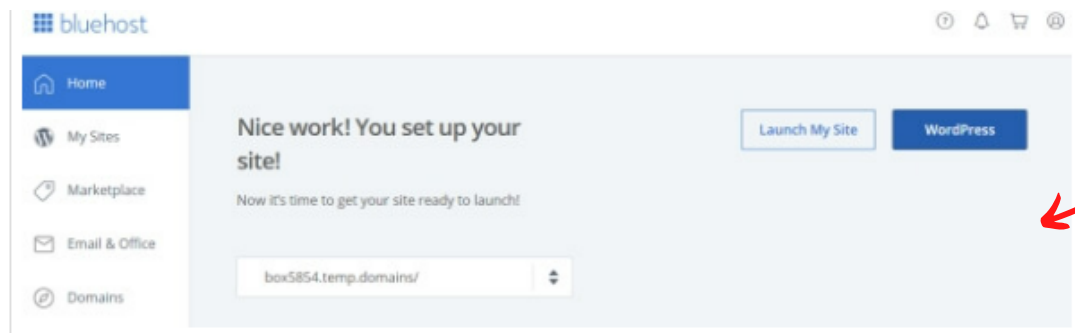 bluehost
Home
My Sites
Marketplace
Email & Office
Domains
Nice work! You set up your
site!
Now it's time to get your site ready to launch!
box5854.temp.domains/
Launch My Site
WordPress